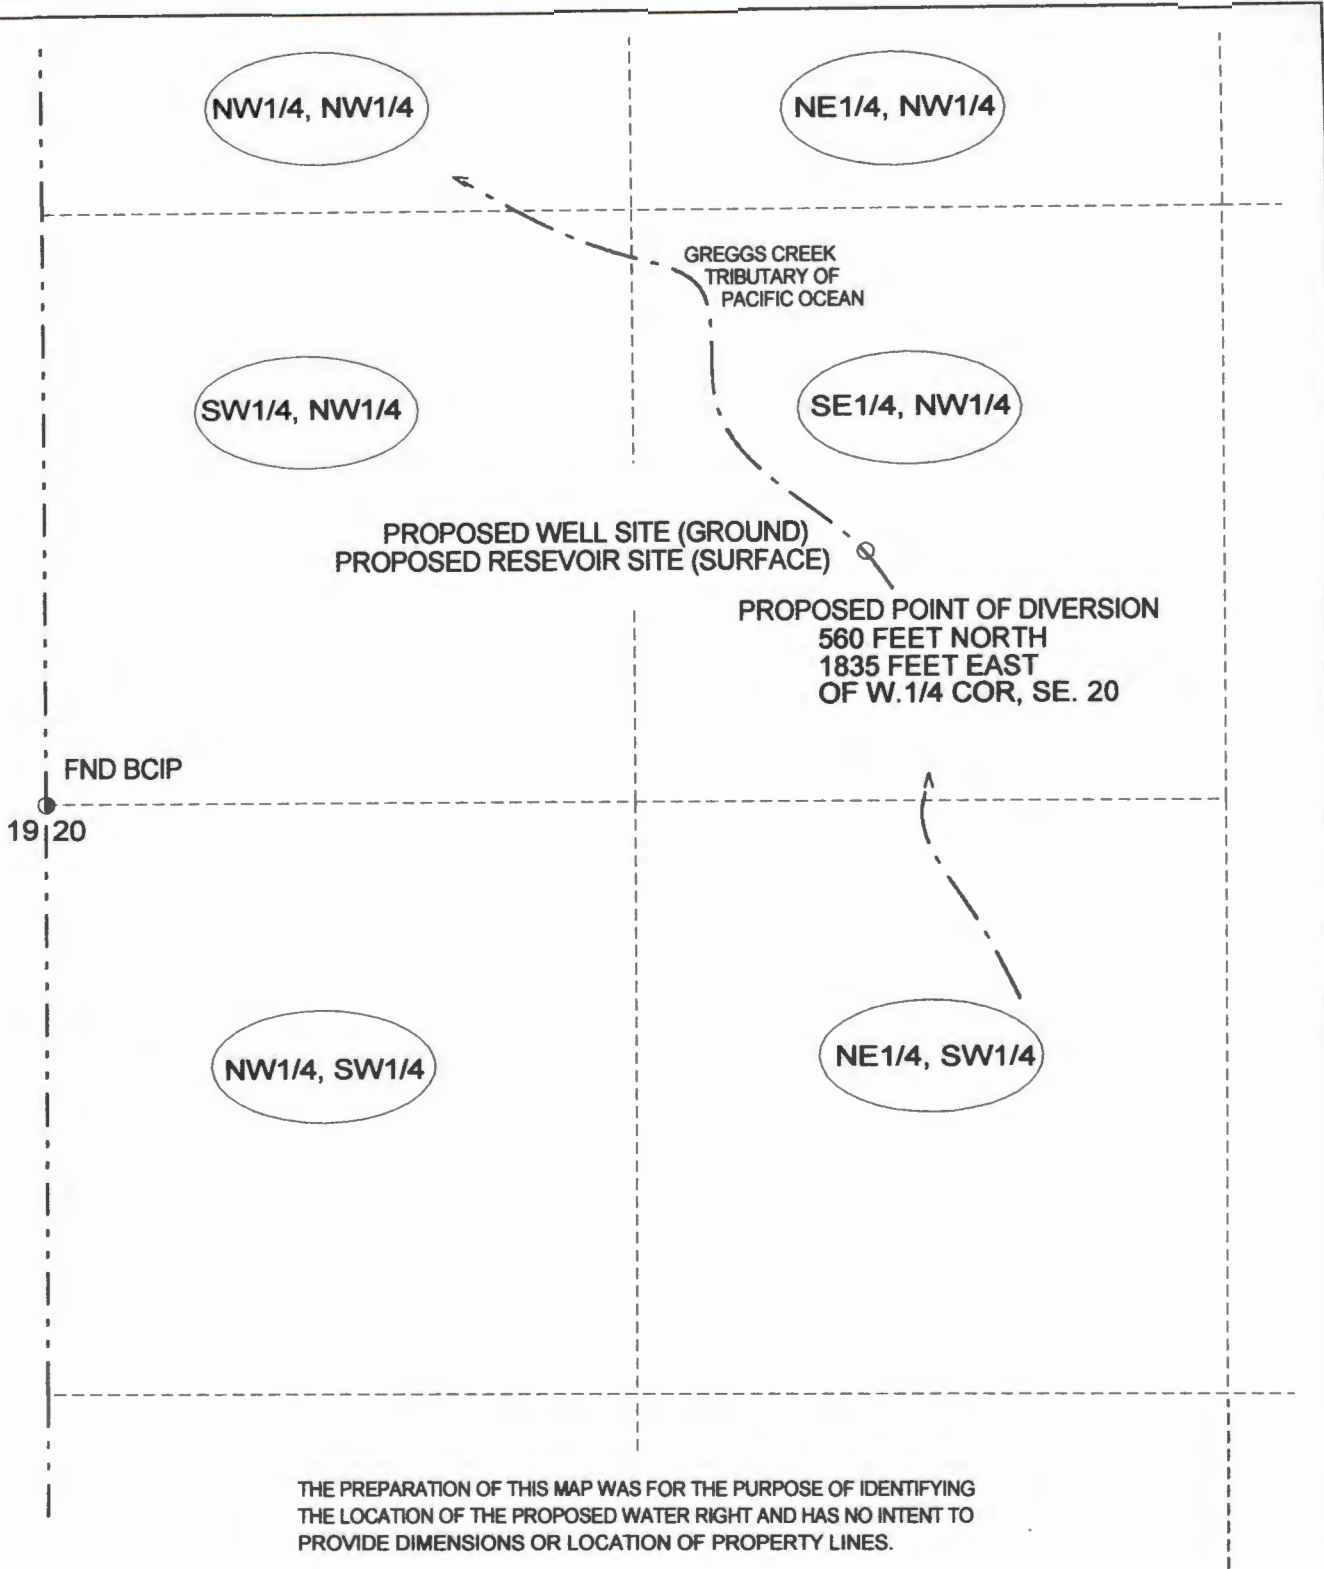 NW1/4, NW1/4
NE1/4, NW1/4
GREGGS CREEK
TRIBUTARY OF
PACIFIC OCEAN
SW1/4, NW1/4
SE1/4, NW1/4
PROPOSED WELL SITE (GROUND)
PROPOSED RESEVOIR SITE (SURFACE)
PROPOSED POINT OF DIVERSION
560 FEET NORTH
1835 FEET EAST
OF W.1/4 COR, SE. 20
FND BCIP
19 20
NW1/4, SW1/4
NE1/4, SW1/4
THE PREPARATION OF THIS MAP WAS FOR THE PURPOSE OF IDENTIFYING
THE LOCATION OF THE PROPOSED WATER RIGHT AND HAS NO INTENT TO
PROVIDE DIMENSIONS OR LOCATION OF PROPERTY LINES.